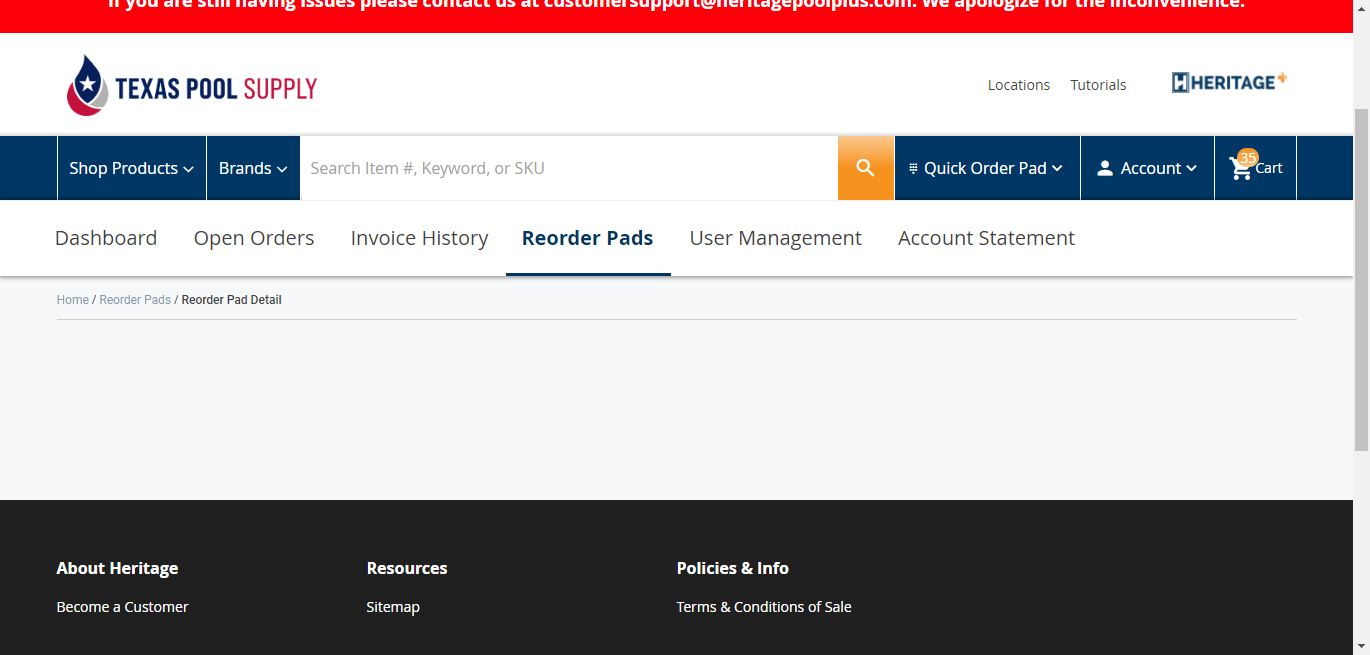 If you are still having issues please contact us at customersupport@heritagepoolplus.com. We apologize for the inconvenience.
TEXAS POOL SUPPLY
Locations Tutorials HERITAGE+
Shop Products Brands Search Item #, Keyword, or SKU Quick Order Pad Account 35 Cart
Dashboard Open Orders Invoice History Reorder Pads User Management Account Statement
Home / Reorder Pads / Reorder Pad Detail
About Heritage Resources Policies & Info
Become a Customer Sitemap Terms & Conditions of Sale